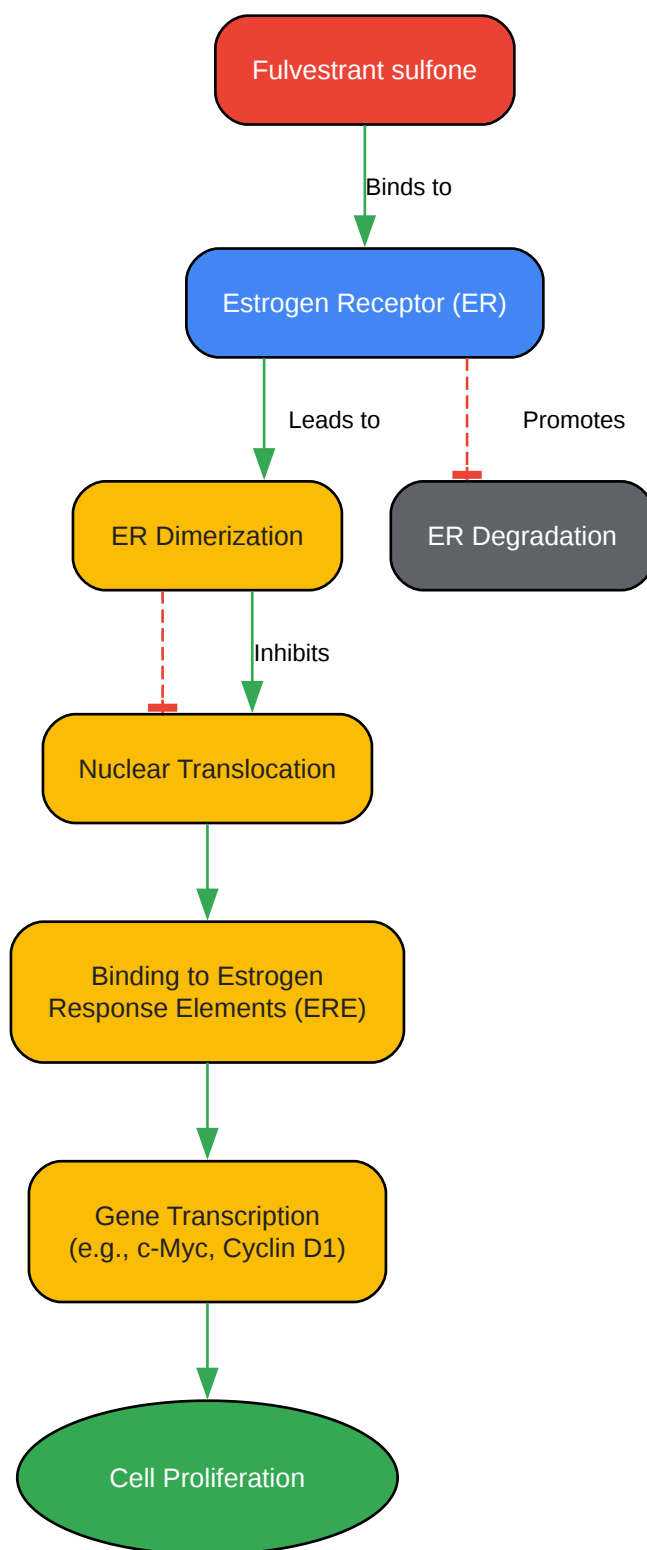 Fulvestrant sulfone
Binds to
Estrogen Receptor (ER)
Leads to
Promotes
ER Dimerization
ER Degradation
Inhibits
Nuclear Translocation
Binding to Estrogen
Response Elements (ERE)
Gene Transcription
(e.g., c-Myc, Cyclin D1)
Cell Proliferation